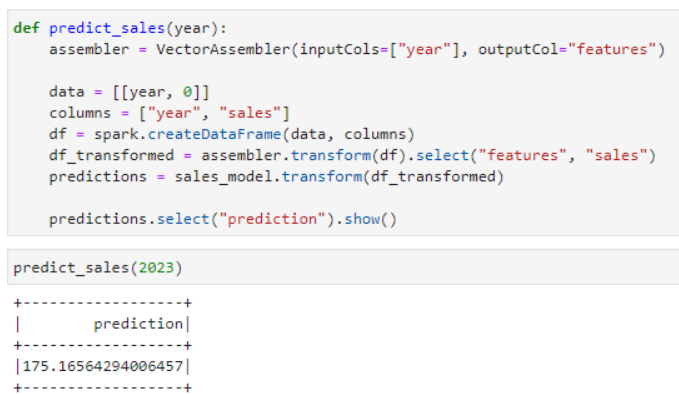 def predict_sales(year):
    assembler = VectorAssembler(inputCols=["year"], outputCol="features")
    data = [[year, 0]]
    columns = ["year", "sales"]
    df = spark.createDataFrame(data, columns)
    df_transformed = assembler.transform(df).select("features", "sales")
    predictions = sales_model.transform(df_transformed)
    predictions.select("prediction").show()
predict_sales(2023)
+------------------+
|        prediction|
+------------------+
|175.16564294006457|
+------------------+